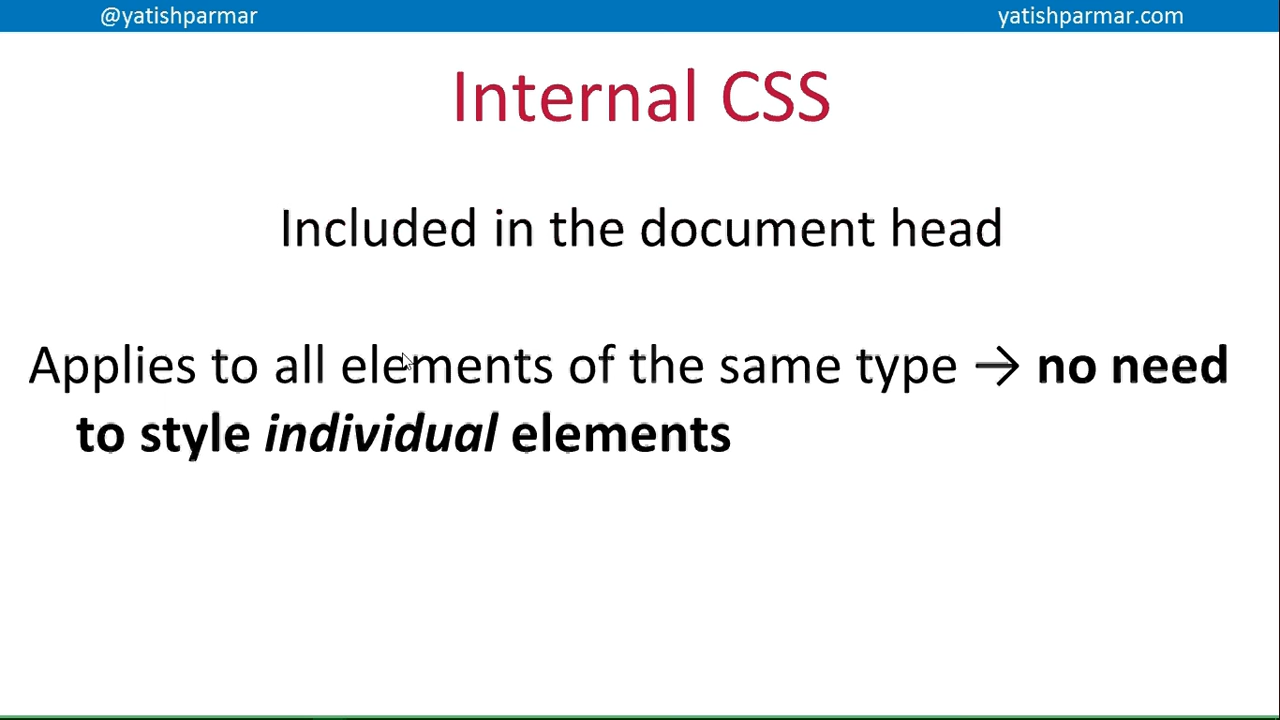 @yatishparmar yatishparmar.com
Internal CSS
Included in the document head
Applies to all elements of the same type → no need
to style individual elements